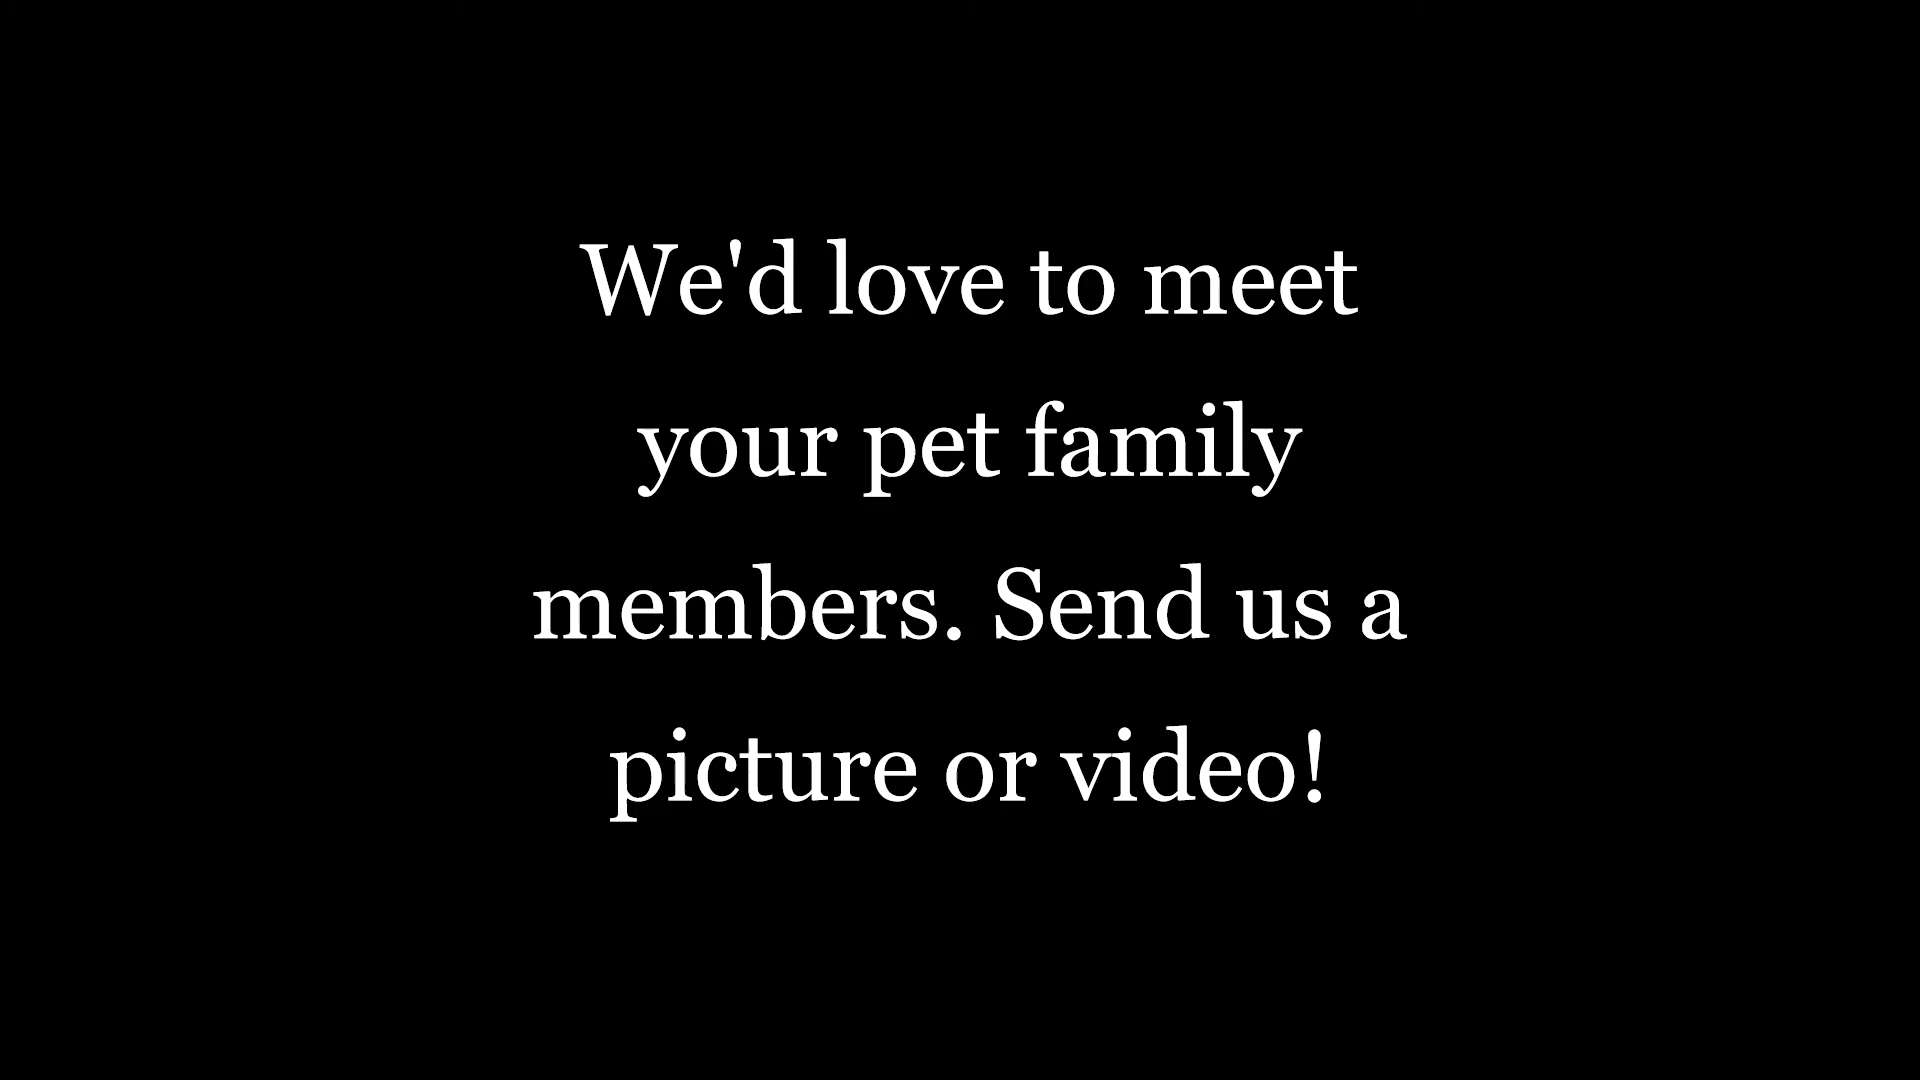 We'd love to meet
your pet family
members. Send us a
picture or video!